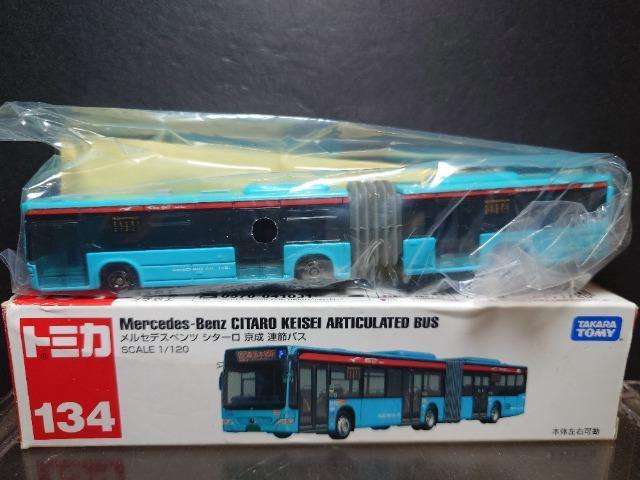 トミカ
134
Mercedes-Benz CITARO KEISEI ARTICULATED BUS
メルセデスベンツ シターロ 京成 連節バス
SCALE 1/120
TAKARA TOMY
本体左右可動